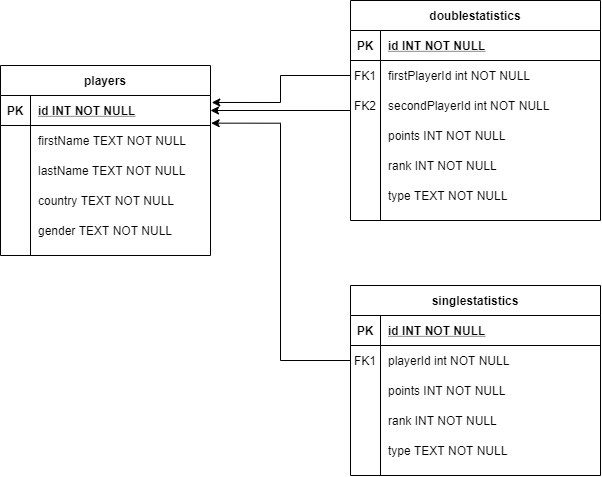 players
PK id INT NOT NULL
firstName TEXT NOT NULL
lastName TEXT NOT NULL
country TEXT NOT NULL
gender TEXT NOT NULL
doublestatistics
PK id INT NOT NULL
FK1 firstPlayerId int NOT NULL
FK2 secondPlayerId int NOT NULL
points INT NOT NULL
rank INT NOT NULL
type TEXT NOT NULL
singlestatistics
PK id INT NOT NULL
FK1 playerId int NOT NULL
points INT NOT NULL
rank INT NOT NULL
type TEXT NOT NULL